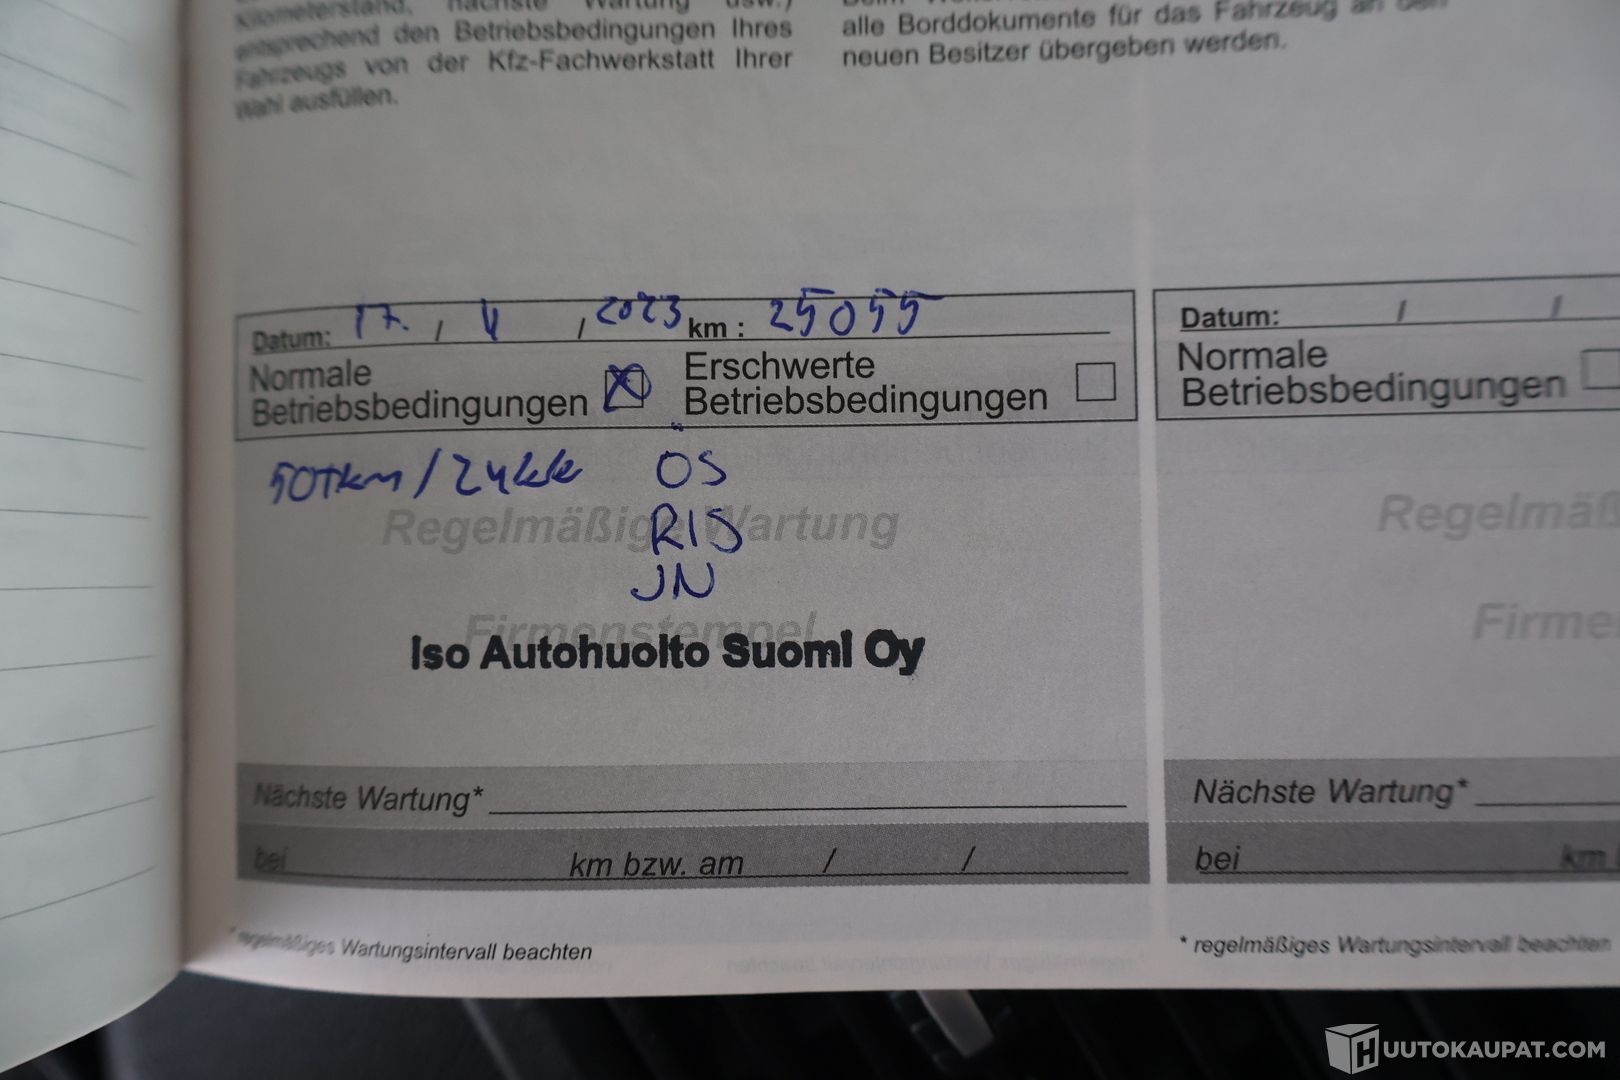 Kilometerstand, nächste Wartung usw.)
entsprechend den Betriebsbedingungen Ihres
Fahrzeugs von der Kfz-Fachwerkstatt Ihrer
Wahl ausfüllen.
alle Borddokumente für das Fahrzeug an den
neuen Besitzer übergeben werden.
Datum: 17. / 4 / 2023 km : 25055
Normale
Betriebsbedingungen
Erschwerte
Betriebsbedingungen
50Tkm / 24kk ÖS
RIS
JN
Regelmäßige Wartung
Firmenstempel
Iso Autohuolto Suomi Oy
Nächste Wartung*
bei km bzw. am / /
* regelmäßiges Wartungsintervall beachten
Datum: / /
Normale
Betriebsbedingungen
Regelmäß
Firme
Nächste Wartung*
bei km
* regelmäßiges Wartungsintervall beachten
HUUTOKAUPAT.COM